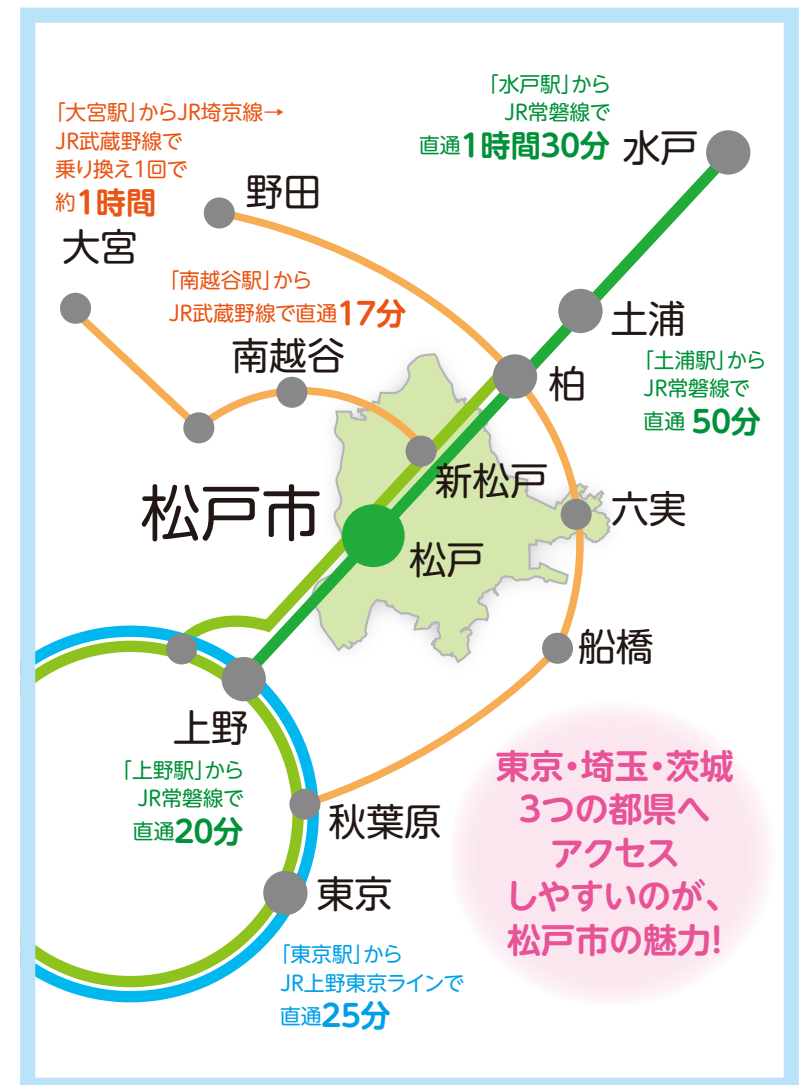 「水戸駅」から
JR常磐線で
直通1時間30分
水戸
「大宮駅」からJR埼京線→
JR武蔵野線で
乗り換え1回で
約1時間
野田
大宮
「南越谷駅」から
JR武蔵野線で直通17分
南越谷
土浦
「土浦駅」から
JR常磐線で
直通 50分
柏
新松戸
松戸市
六実
松戸
船橋
上野
「上野駅」から
JR常磐線で
直通20分
秋葉原
東京
「東京駅」から
JR上野東京ラインで
直通25分
東京・埼玉・茨城
3つの都県へ
アクセス
しやすいのが、
松戸市の魅力!